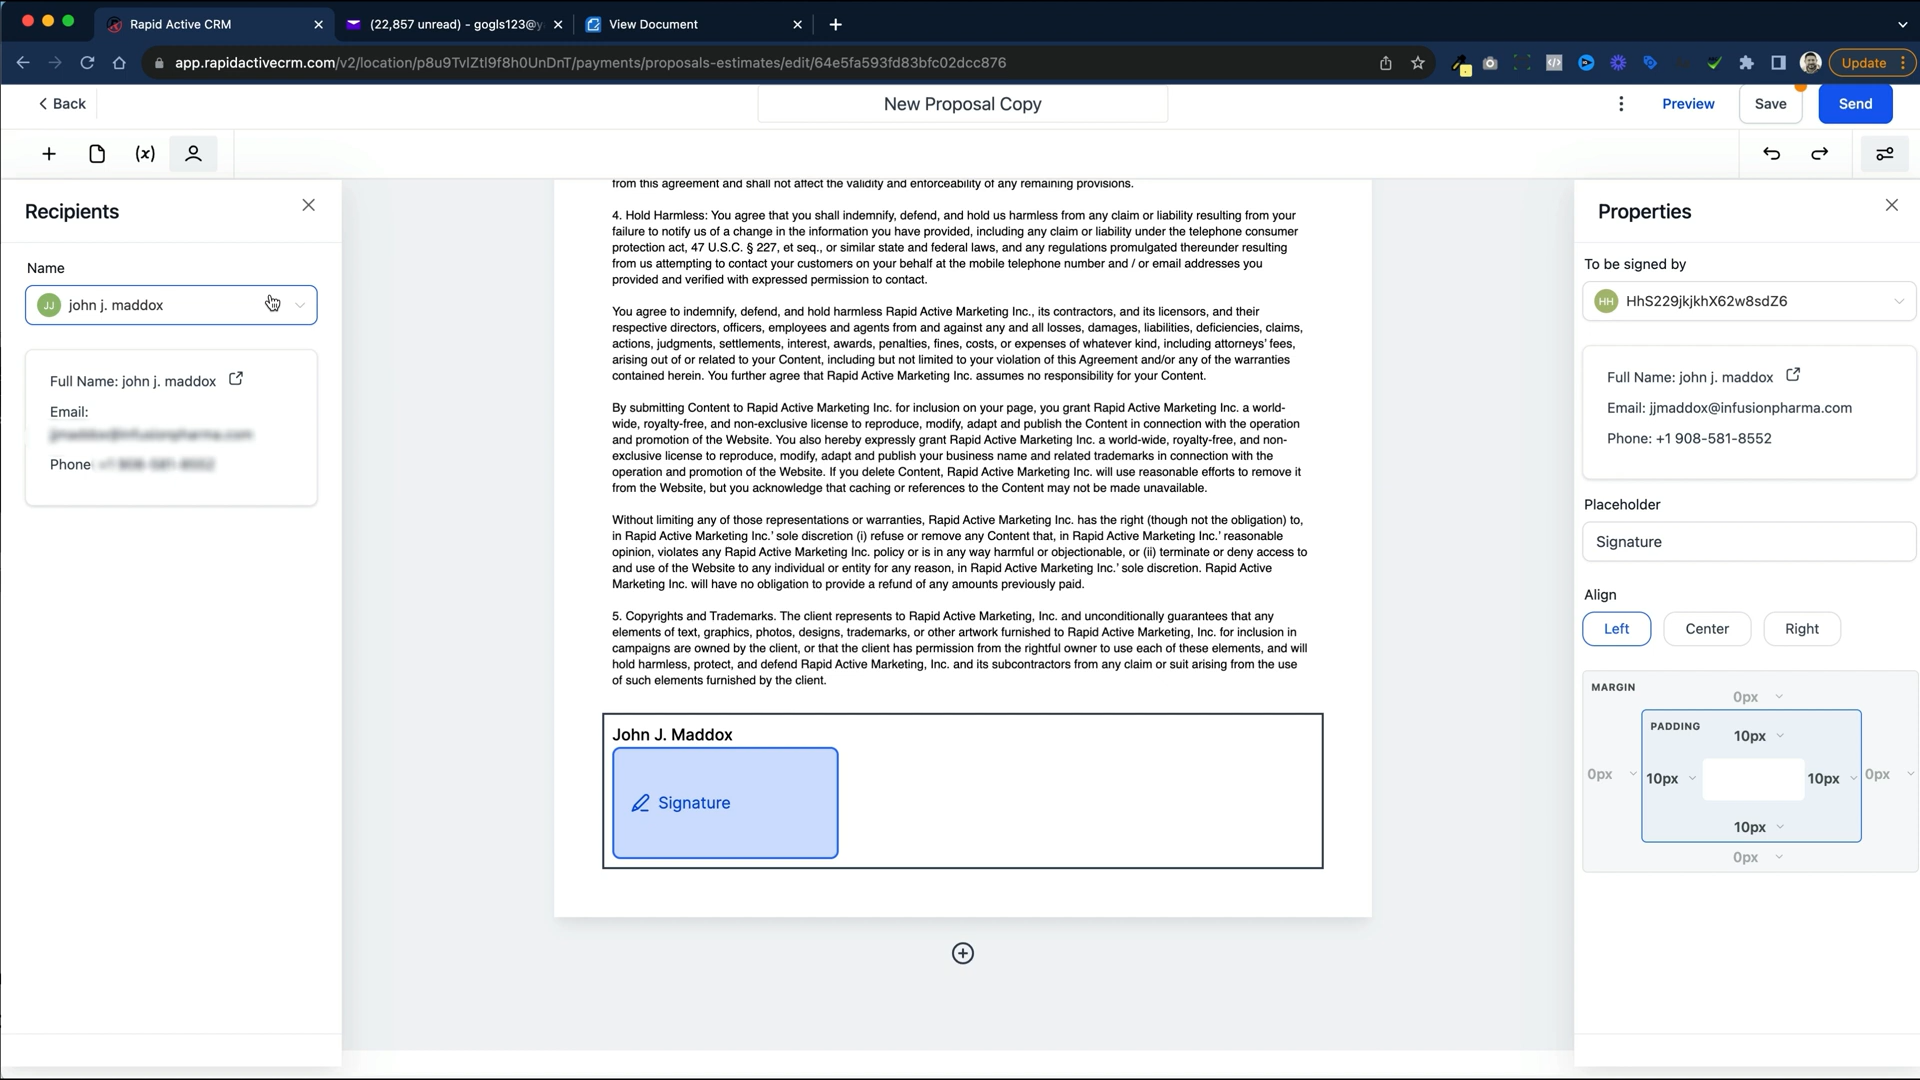 Rapid Active CRM
(22,857 unread) - gogls123@y
View Document
app.rapidactivecrm.com/v2/location/p8u9TvlZtl9f8h0UnDnT/payments/proposals-estimates/edit/64e5fa593fd83bfc02dcc876
Update
Back
New Proposal Copy
Preview
Save
Send
(x)
Recipients
Name
JJ john j. maddox
Full Name: john j. maddox
Email:
Phone
from this agreement and shall not affect the validity and enforceability of any remaining provisions.
4. Hold Harmless: You agree that you shall indemnify, defend, and hold us harmless from any claim or liability resulting from your
failure to notify us of a change in the information you have provided, including any claim or liability under the telephone consumer
protection act, 47 U.S.C. § 227, et seq., or similar state and federal laws, and any regulations promulgated thereunder resulting
from us attempting to contact your customers on your behalf at the mobile telephone number and / or email addresses you
provided and verified with expressed permission to contact.
You agree to indemnify, defend, and hold harmless Rapid Active Marketing Inc., its contractors, and its licensors, and their
respective directors, officers, employees and agents from and against any and all losses, damages, liabilities, deficiencies, claims,
actions, judgments, settlements, interest, awards, penalties, fines, costs, or expenses of whatever kind, including attorneys’ fees,
arising out of or related to your Content, including but not limited to your violation of this Agreement and/or any of the warranties
contained herein. You further agree that Rapid Active Marketing Inc. assumes no responsibility for your Content.
By submitting Content to Rapid Active Marketing Inc. for inclusion on your page, you grant Rapid Active Marketing Inc. a world-
wide, royalty-free, and non-exclusive license to reproduce, modify, adapt and publish the Content in connection with the operation
and promotion of the Website. You also hereby expressly grant Rapid Active Marketing Inc. a world-wide, royalty-free, and non-
exclusive license to reproduce, modify, adapt and publish your business name and related trademarks in connection with the
operation and promotion of the Website. If you delete Content, Rapid Active Marketing Inc. will use reasonable efforts to remove it
from the Website, but you acknowledge that caching or references to the Content may not be made unavailable.
Without limiting any of those representations or warranties, Rapid Active Marketing Inc. has the right (though not the obligation) to,
in Rapid Active Marketing Inc.’ sole discretion (i) refuse or remove any Content that, in Rapid Active Marketing Inc.’ reasonable
opinion, violates any Rapid Active Marketing Inc. policy or is in any way harmful or objectionable, or (ii) terminate or deny access to
and use of the Website to any individual or entity for any reason, in Rapid Active Marketing Inc.’ sole discretion. Rapid Active
Marketing Inc. will have no obligation to provide a refund of any amounts previously paid.
5. Copyrights and Trademarks. The client represents to Rapid Active Marketing, Inc. and unconditionally guarantees that any
elements of text, graphics, photos, designs, trademarks, or other artwork furnished to Rapid Active Marketing, Inc. for inclusion in
campaigns are owned by the client, or that the client has permission from the rightful owner to use each of these elements, and will
hold harmless, protect, and defend Rapid Active Marketing, Inc. and its subcontractors from any claim or suit arising from the use
of such elements furnished by the client.
John J. Maddox
Signature
Properties
To be signed by
HH HhS229jkjkhX62w8sdZ6
Full Name: john j. maddox
Email: jjmaddox@infusionpharma.com
Phone: +1 908-581-8552
Placeholder
Signature
Align
Left
Center
Right
MARGIN
0px
PADDING
10px
0px
10px
10px
0px
10px
0px